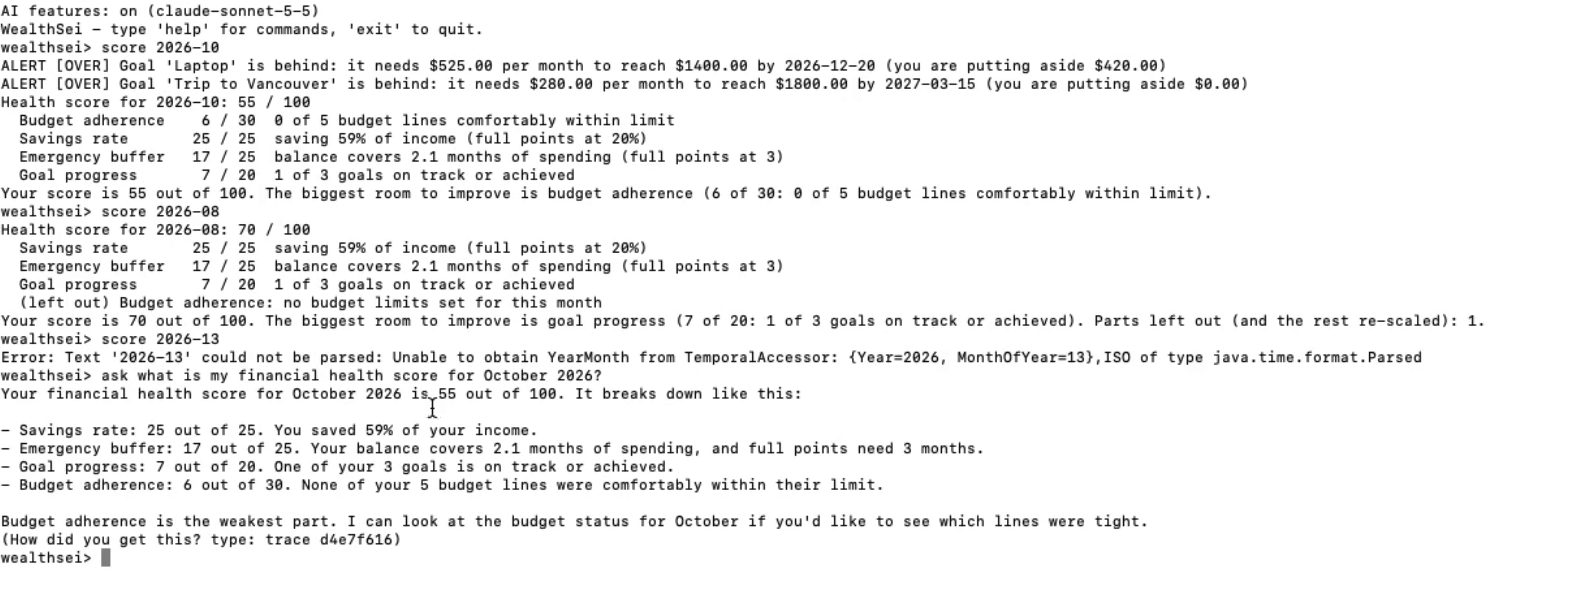 AI features: on (claude-sonnet-5-5)
WealthSei – type 'help' for commands, 'exit' to quit.
wealthsei> score 2026-10
ALERT [OVER] Goal 'Laptop' is behind: it needs $525.00 per month to reach $1400.00 by 2026-12-20 (you are putting aside $420.00)
ALERT [OVER] Goal 'Trip to Vancouver' is behind: it needs $280.00 per month to reach $1800.00 by 2027-03-15 (you are putting aside $0.00)
Health score for 2026-10: 55 / 100
  Budget adherence    6 / 30  0 of 5 budget lines comfortably within limit
  Savings rate       25 / 25  saving 59% of income (full points at 20%)
  Emergency buffer   17 / 25  balance covers 2.1 months of spending (full points at 3)
  Goal progress       7 / 20  1 of 3 goals on track or achieved
Your score is 55 out of 100. The biggest room to improve is budget adherence (6 of 30: 0 of 5 budget lines comfortably within limit).
wealthsei> score 2026-08
Health score for 2026-08: 70 / 100
  Savings rate       25 / 25  saving 59% of income (full points at 20%)
  Emergency buffer   17 / 25  balance covers 2.1 months of spending (full points at 3)
  Goal progress       7 / 20  1 of 3 goals on track or achieved
  (left out) Budget adherence: no budget limits set for this month
Your score is 70 out of 100. The biggest room to improve is goal progress (7 of 20: 1 of 3 goals on track or achieved). Parts left out (and the rest re-scaled): 1.
wealthsei> score 2026-13
Error: Text '2026-13' could not be parsed: Unable to obtain YearMonth from TemporalAccessor: {Year=2026, MonthOfYear=13},ISO of type java.time.format.Parsed
wealthsei> ask what is my financial health score for October 2026?
Your financial health score for October 2026 is 55 out of 100. It breaks down like this:

– Savings rate: 25 out of 25. You saved 59% of your income.
– Emergency buffer: 17 out of 25. Your balance covers 2.1 months of spending, and full points need 3 months.
– Goal progress: 7 out of 20. One of your 3 goals is on track or achieved.
– Budget adherence: 6 out of 30. None of your 5 budget lines were comfortably within their limit.

Budget adherence is the weakest part. I can look at the budget status for October if you'd like to see which lines were tight.
(How did you get this? type: trace d4e7f616)
wealthsei>